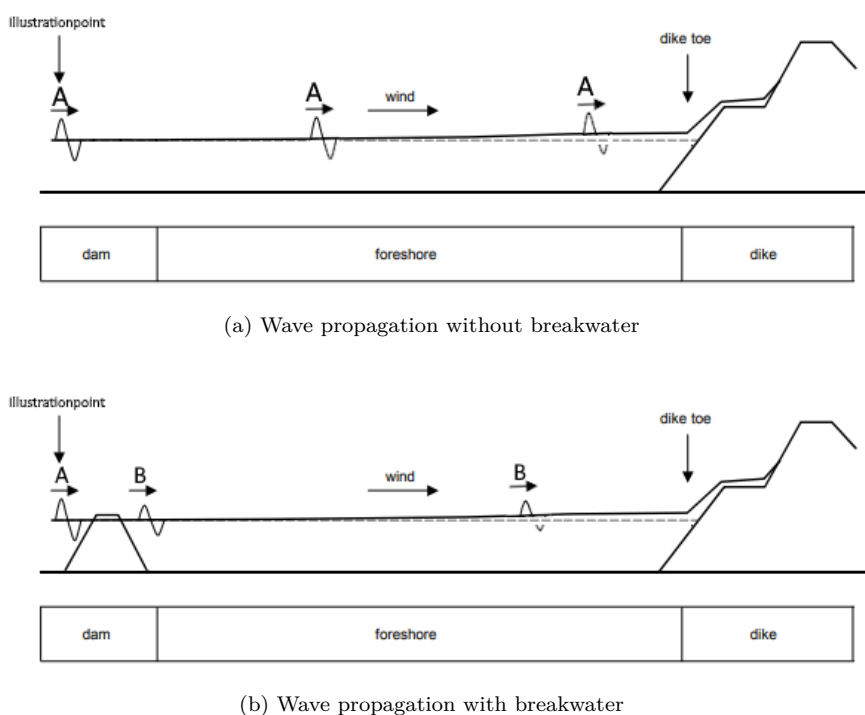 Illustrationpoint
dike toe
A
A
wind
A
dam
foreshore
dike
(a) Wave propagation without breakwater
Illustrationpoint
dike toe
A
B
wind
B
dam
foreshore
dike
(b) Wave propagation with breakwater